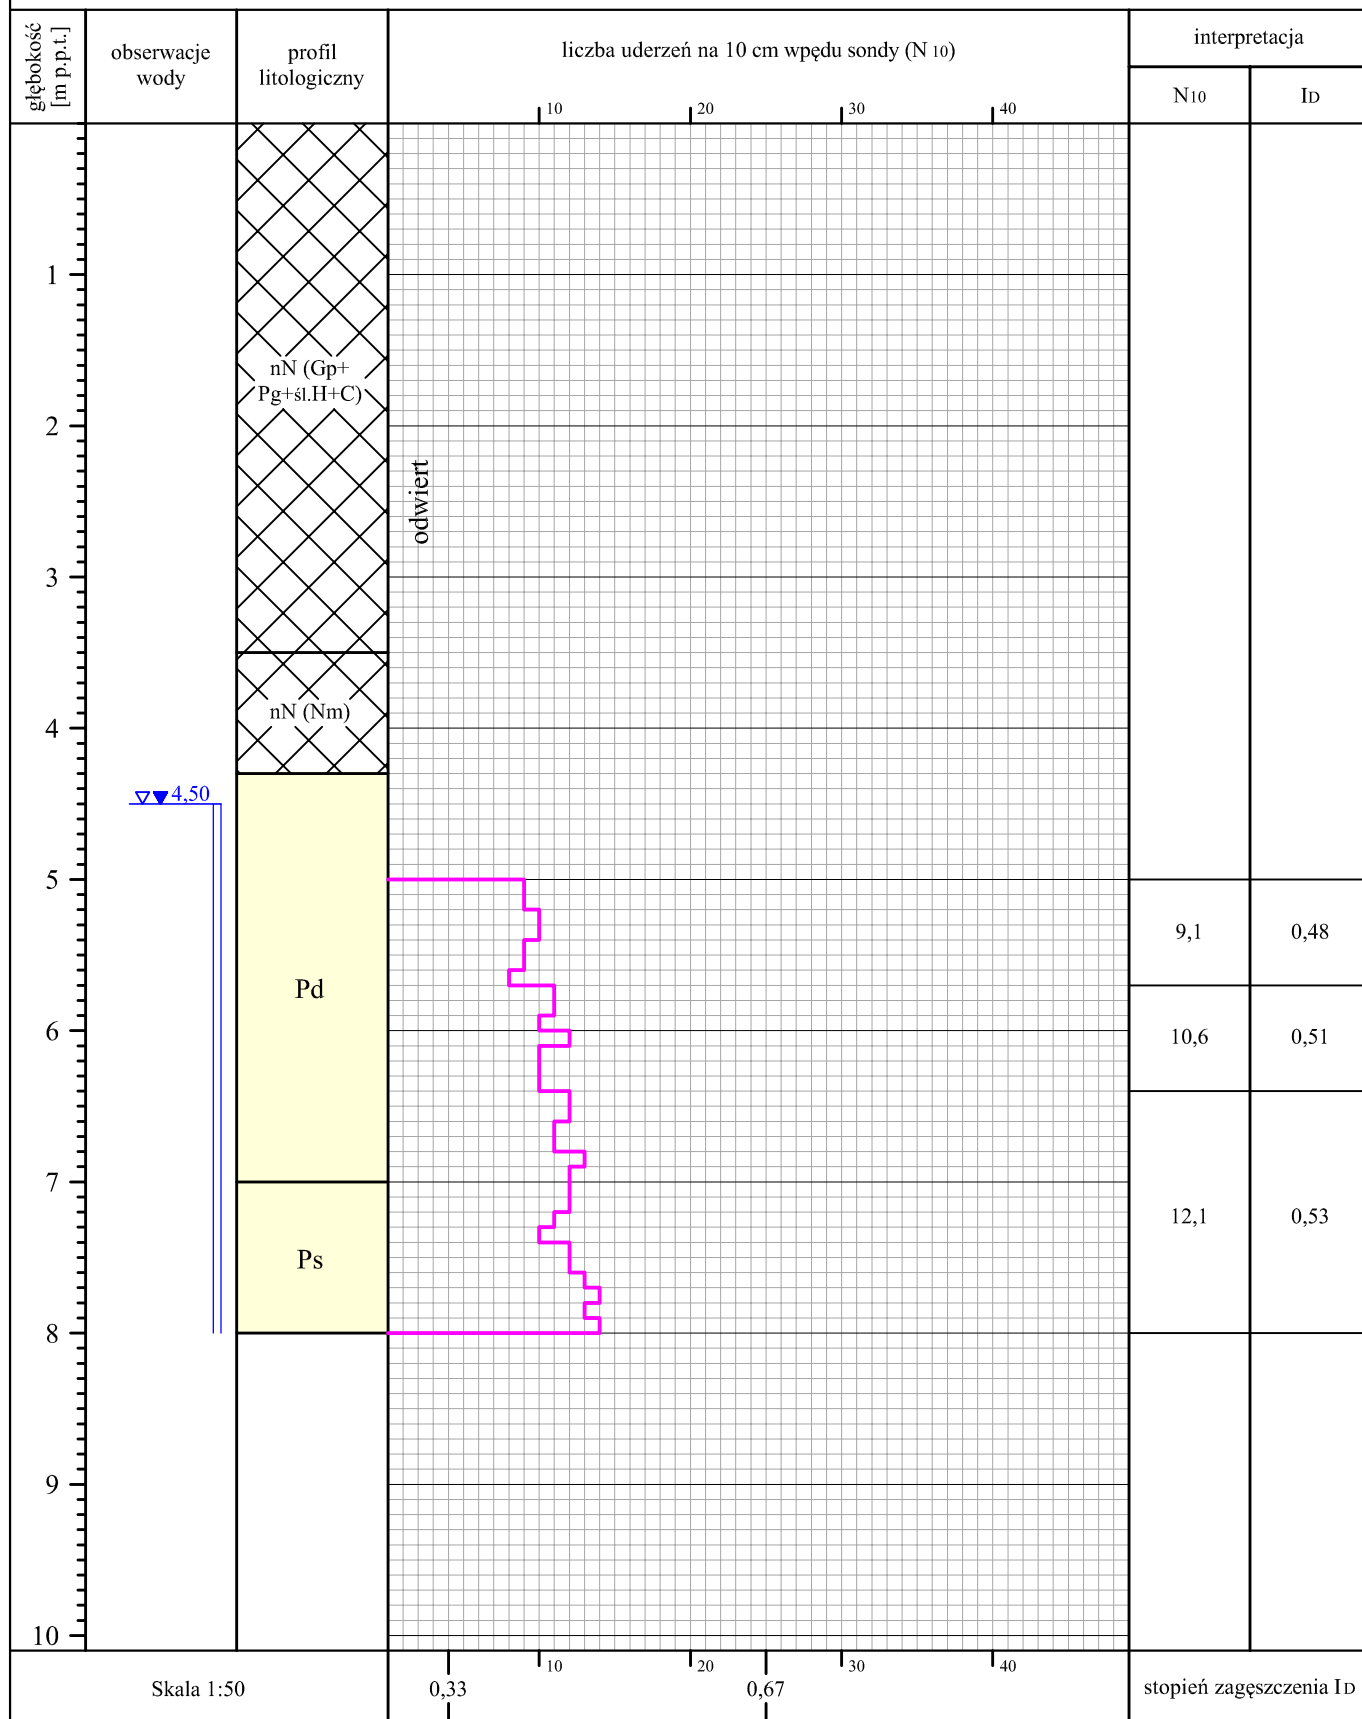 głębokość
[m p.p.t.]
obserwacje
wody
profil
litologiczny
liczba uderzeń na 10 cm wpędu sondy (N 10)
interpretacja
N10
ID
10
20
30
40
1
nN (Gp+
Pg+śl.H+C)
2
odwiert
3
nN (Nm)
4
4,50
5
9,1
0,48
Pd
6
10,6
0,51
7
12,1
0,53
Ps
8
9
10
10
20
30
40
Skala 1:50
0,33
0,67
stopień zagęszczenia ID